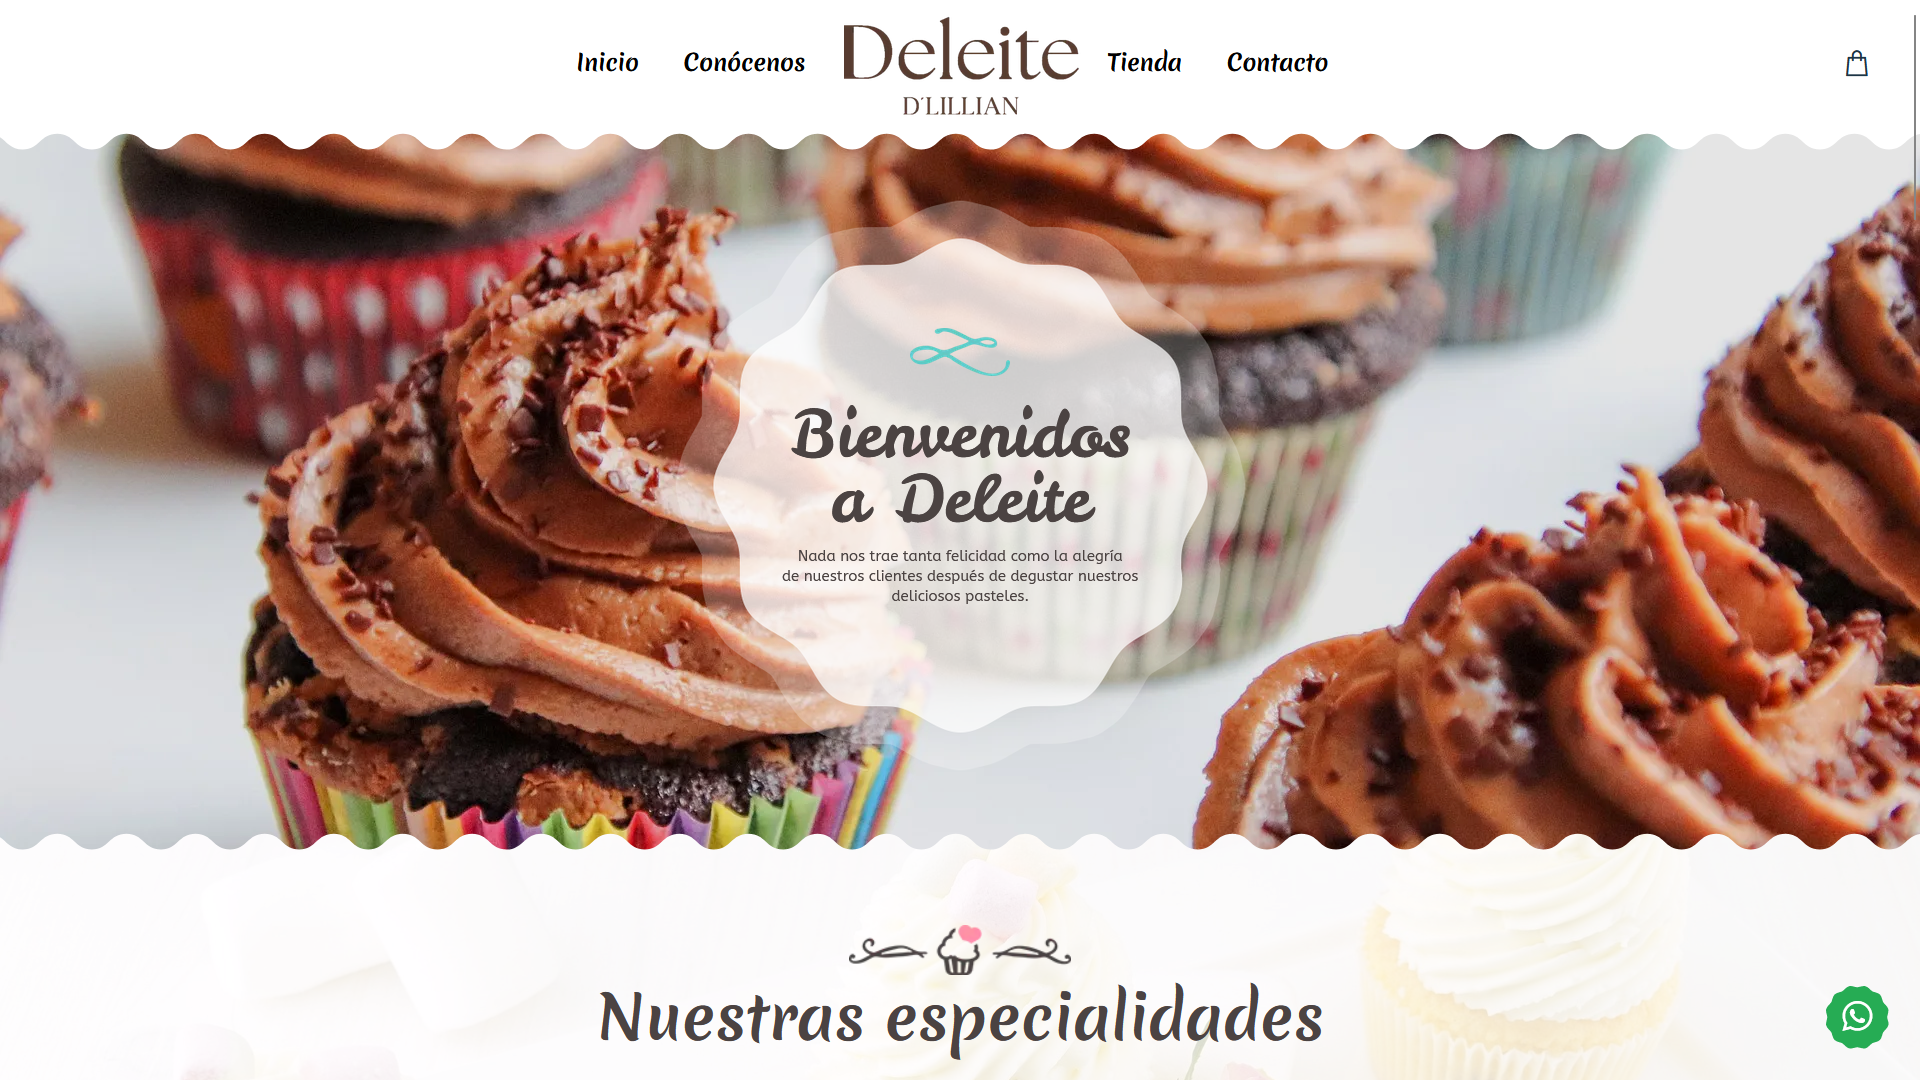 Inicio
Conócenos
Deleite
D'LILLIAN
Tienda
Contacto
Bienvenidos
a Deleite
Nada nos trae tanta felicidad como la alegría
de nuestros clientes después de degustar nuestros
deliciosos pasteles.
Nuestras especialidades